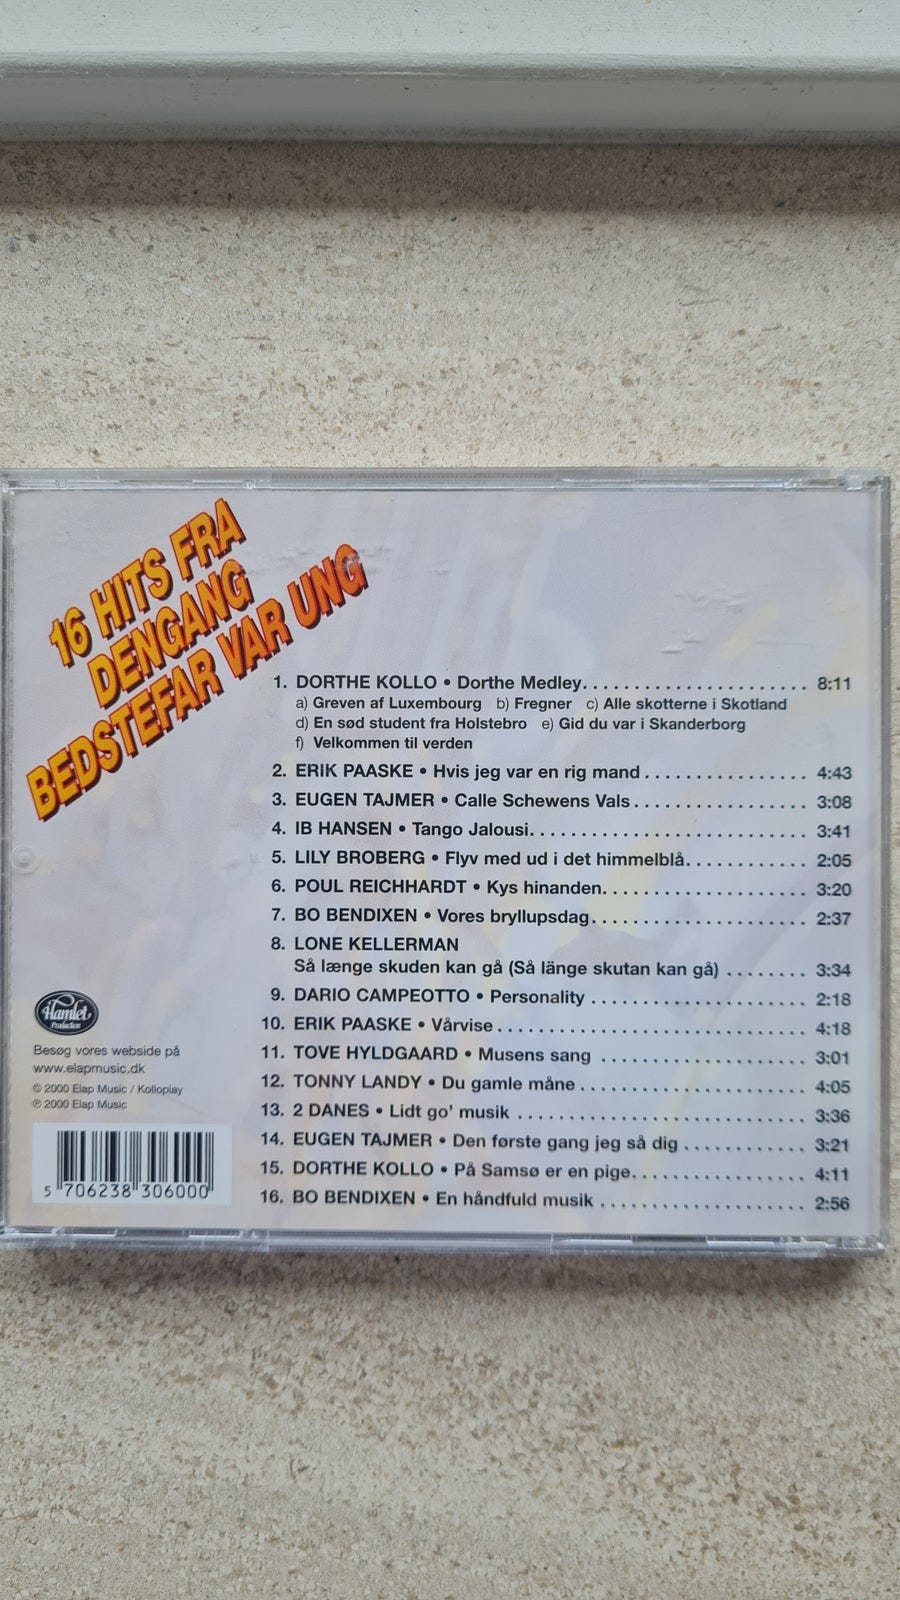 16 HITS FRA
DENGANG
BEDSTEFAR VAR UNG
1. DORTHE KOLLO • Dorthe Medley. . . . . . . . . . . . . . . . . . . . . . . 8:11
a) Greven af Luxembourg b) Fregner c) Alle skotterne i Skotland
d) En sød student fra Holstebro e) Gid du var i Skanderborg
f) Velkommen til verden
2. ERIK PAASKE • Hvis jeg var en rig mand . . . . . . . . . . . . . . . . . 4:43
3. EUGEN TAJMER • Calle Schewens Vals . . . . . . . . . . . . . . . . . . 3:08
4. IB HANSEN • Tango Jalousi. . . . . . . . . . . . . . . . . . . . . . . . . . . . . 3:41
5. LILY BROBERG • Flyv med ud i det himmelblå. . . . . . . . . . . . . 2:05
6. POUL REICHHARDT • Kys hinanden. . . . . . . . . . . . . . . . . . . . . 3:20
7. BO BENDIXEN • Vores bryllupsdag. . . . . . . . . . . . . . . . . . . . . . 2:37
8. LONE KELLERMAN
Så længe skuden kan gå (Så länge skutan kan gå) . . . . . . . . 3:34
9. DARIO CAMPEOTTO • Personality . . . . . . . . . . . . . . . . . . . . . . 2:18
10. ERIK PAASKE • Vårvise . . . . . . . . . . . . . . . . . . . . . . . . . . . . . . . 4:18
11. TOVE HYLDGAARD • Musens sang . . . . . . . . . . . . . . . . . . . . . 3:01
12. TONNY LANDY • Du gamle måne . . . . . . . . . . . . . . . . . . . . . . . 4:05
13. 2 DANES • Lidt go' musik . . . . . . . . . . . . . . . . . . . . . . . . . . . . . 3:36
14. EUGEN TAJMER • Den første gang jeg så dig . . . . . . . . . . . . 3:21
15. DORTHE KOLLO • På Samsø er en pige. . . . . . . . . . . . . . . . . . 4:11
16. BO BENDIXEN • En håndfuld musik . . . . . . . . . . . . . . . . . . . . . 2:56
Hamlet
Production
Besøg vores webside på
www.elapmusic.dk
© 2000 Elap Music / Kolloplay
℗ 2000 Elap Music
5 706238 306000